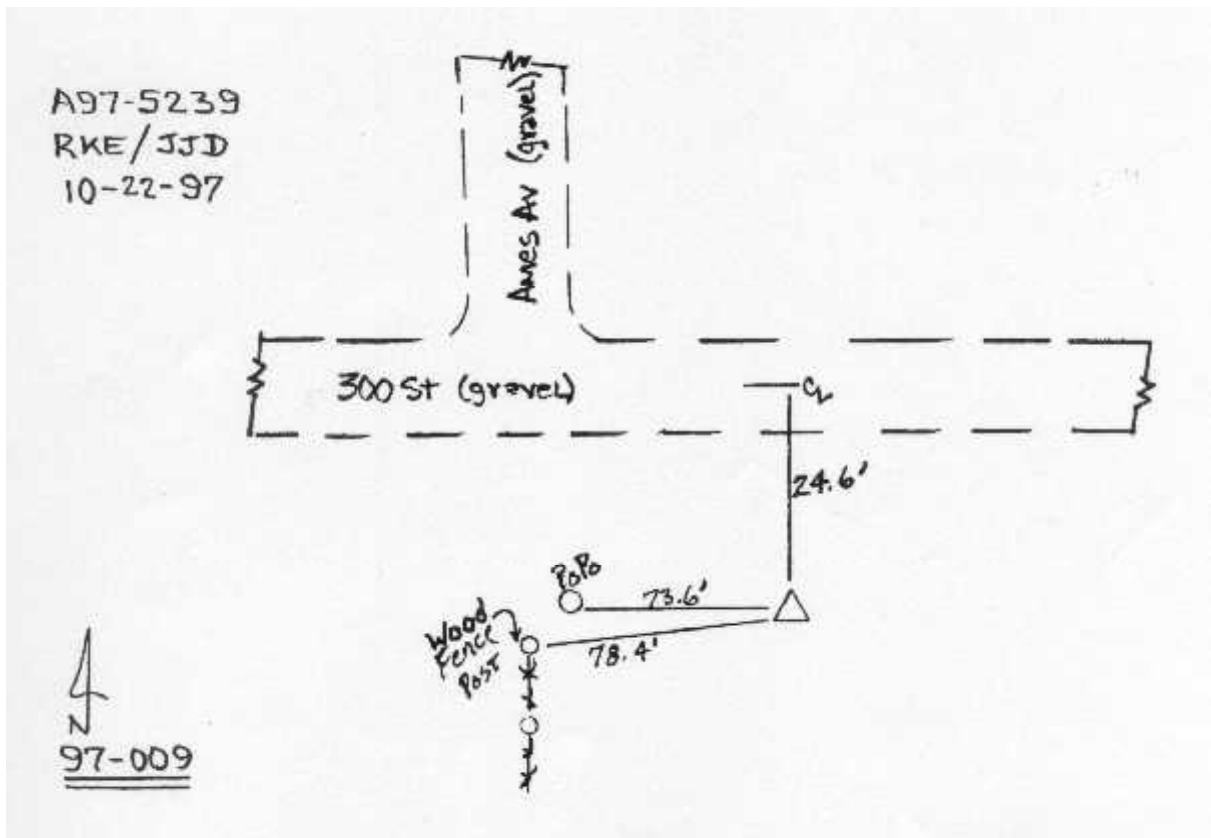 A97-5239
RKE/JJD
10-22-97
Ames Av (gravel)
300 St (gravel)
CL
24.6'
PoPo
73.6'
Wood
Fence
Post
78.4'
N
97-009